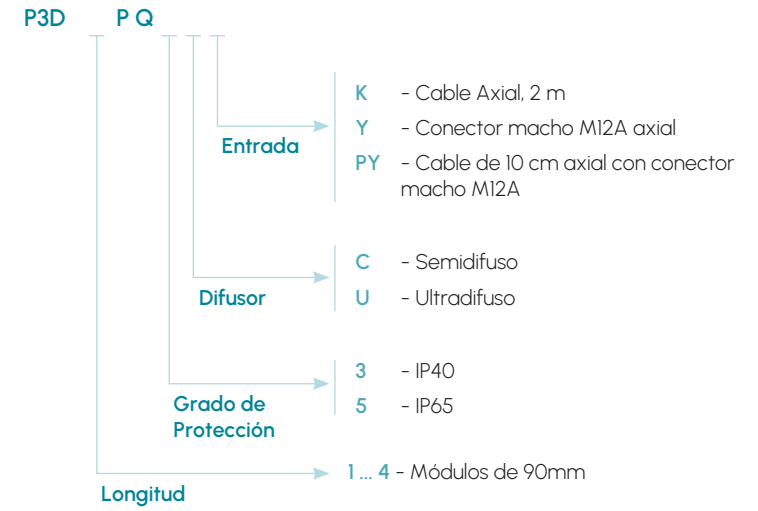 P3D P Q
K - Cable Axial, 2 m
Y - Conector macho M12A axial
Entrada
PY - Cable de 10 cm axial con conector
macho M12A
C - Semidifuso
Difusor
U - Ultradifuso
3 - IP40
Grado de
Protección
5 - IP65
1 ... 4 - Módulos de 90mm
Longitud